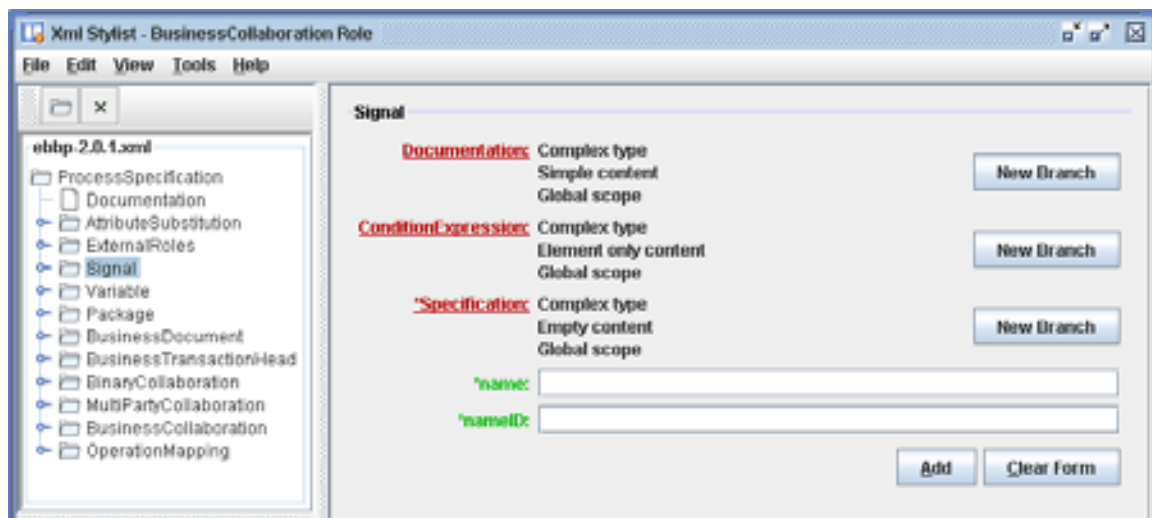 Xml Stylist - BusinessCollaboration Role
File Edit View Tools Help
ebbp-2.0.1.xml
ProcessSpecification
Documentation
AttributeSubstitution
ExternalRoles
Signal
Variable
Package
BusinessDocument
BusinessTransactionHead
BinaryCollaboration
MultiPartyCollaboration
BusinessCollaboration
OperationMapping
Signal
Documentation: Complex type
Simple content
Global scope
New Branch
ConditionExpression: Complex type
Element only content
Global scope
New Branch
*Specification: Complex type
Empty content
Global scope
New Branch
*name:
*nameID:
Add Clear Form